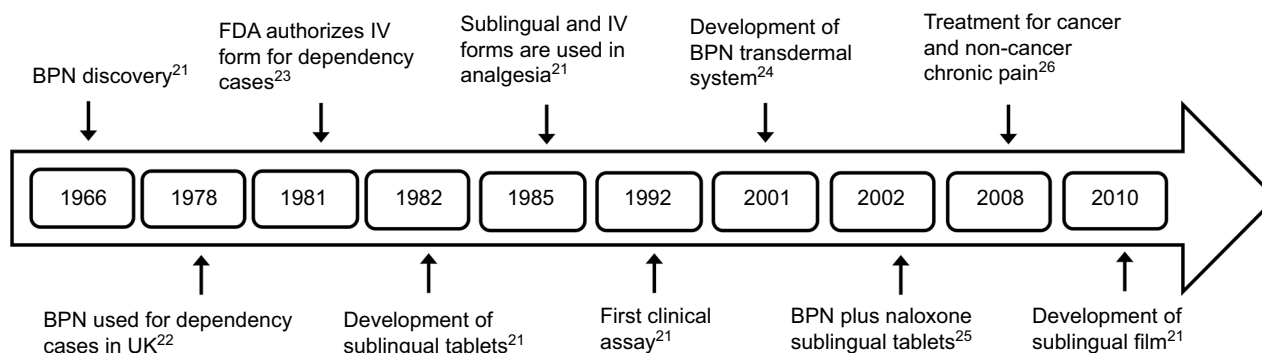 BPN discovery21
FDA authorizes IV
form for dependency
cases23
Sublingual and IV
forms are used in
analgesia21
Development of
BPN transdermal
system24
Treatment for cancer
and non-cancer
chronic pain26
1966
1978
1981
1982
1985
1992
2001
2002
2008
2010
BPN used for dependency
cases in UK22
Development of
sublingual tablets21
First clinical
assay21
BPN plus naloxone
sublingual tablets25
Development of
sublingual film21